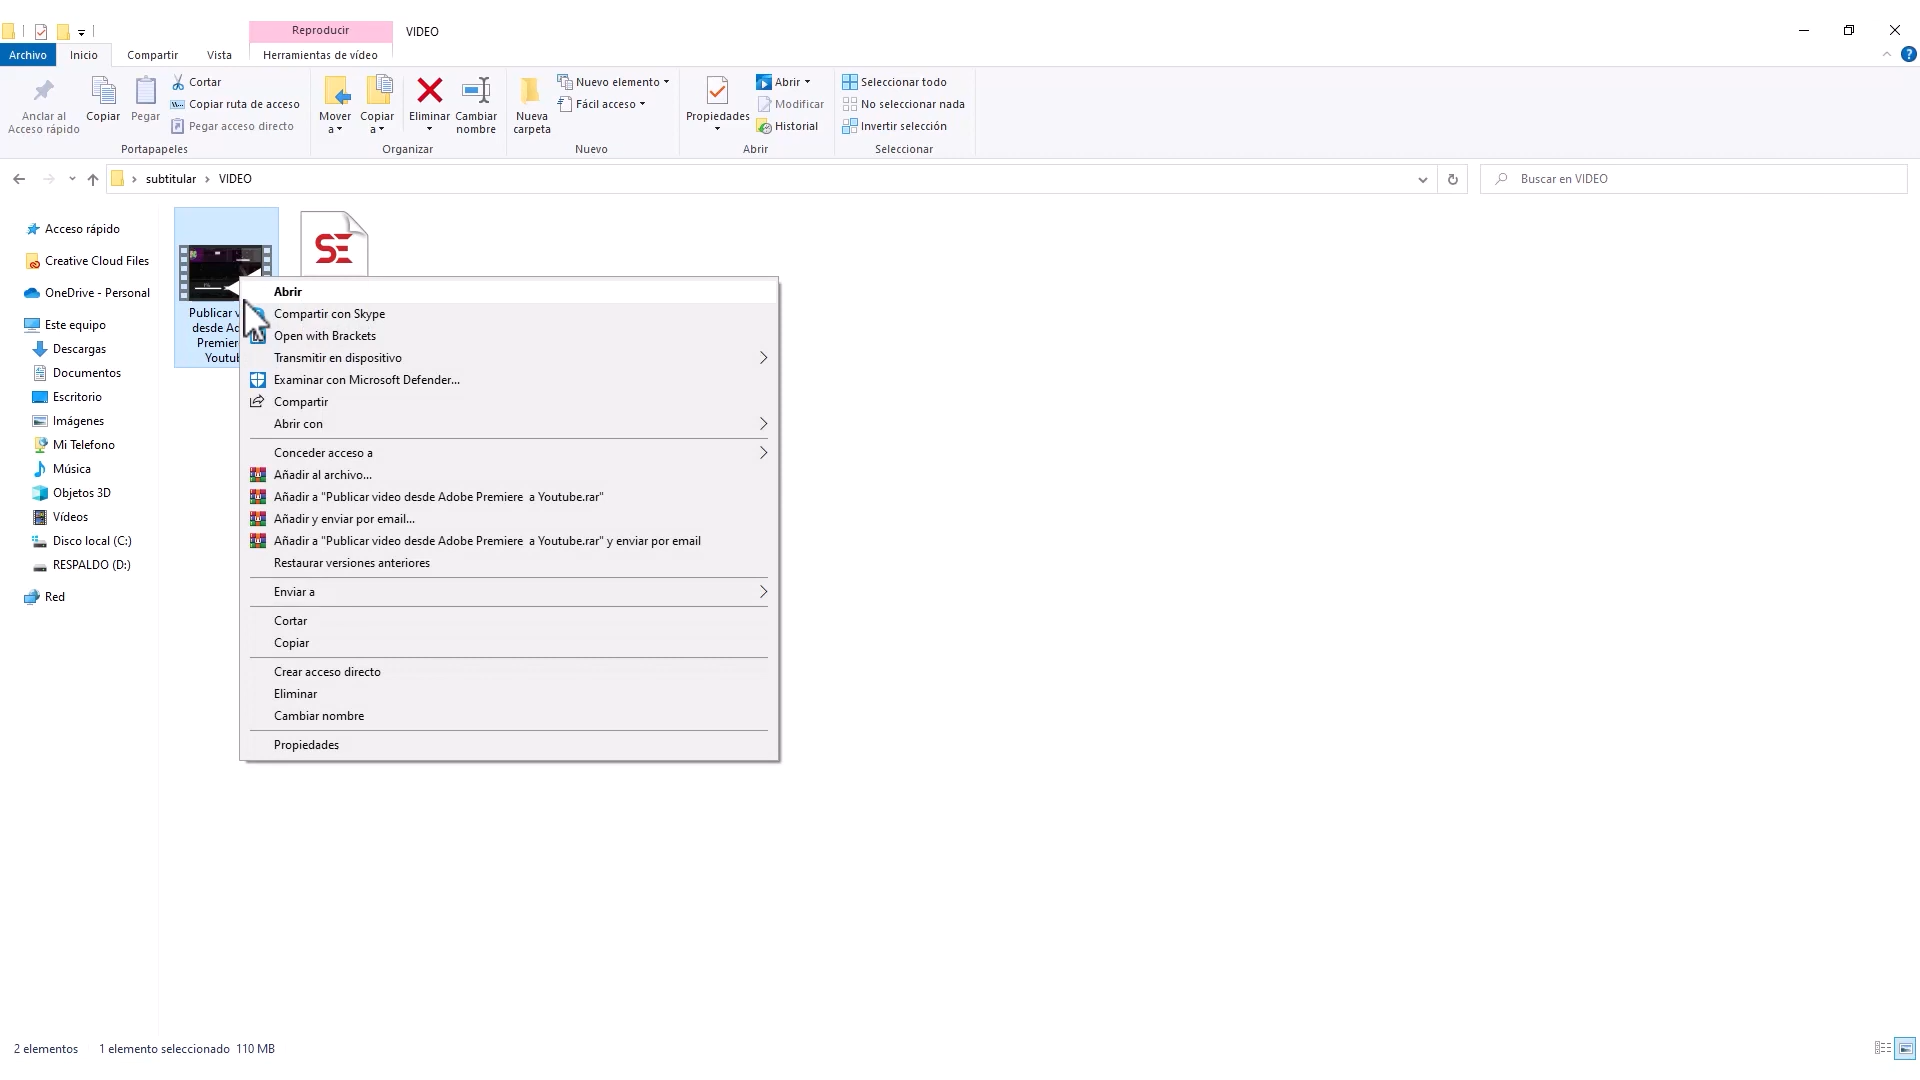 Reproducir
VIDEO
Archivo
Inicio
Compartir
Vista
Herramientas de vídeo
Anclar al
Acceso rápido
Copiar
Pegar
Cortar
Copiar ruta de acceso
Pegar acceso directo
Portapapeles
Mover
a
Copiar
a
Eliminar
Cambiar
nombre
Organizar
Nueva
carpeta
Nuevo elemento
Fácil acceso
Nuevo
Propiedades
Abrir
Modificar
Historial
Abrir
Seleccionar todo
No seleccionar nada
Invertir selección
Seleccionar
subtitular › VIDEO
Buscar en VIDEO
Acceso rápido
Creative Cloud Files
OneDrive - Personal
Este equipo
Descargas
Documentos
Escritorio
Imágenes
Mi Telefono
Música
Objetos 3D
Vídeos
Disco local (C:)
RESPALDO (D:)
Red
Publicar
desde
Premier
SE
Abrir
Compartir con Skype
Open with Brackets
Transmitir en dispositivo
Examinar con Microsoft Defender...
Compartir
Abrir con
Conceder acceso a
Añadir al archivo...
Añadir a "Publicar video desde Adobe Premiere  a Youtube.rar"
Añadir y enviar por email...
Añadir a "Publicar video desde Adobe Premiere  a Youtube.rar" y enviar por email
Restaurar versiones anteriores
Enviar a
Cortar
Copiar
Crear acceso directo
Eliminar
Cambiar nombre
Propiedades
2 elementos
1 elemento seleccionado  110 MB